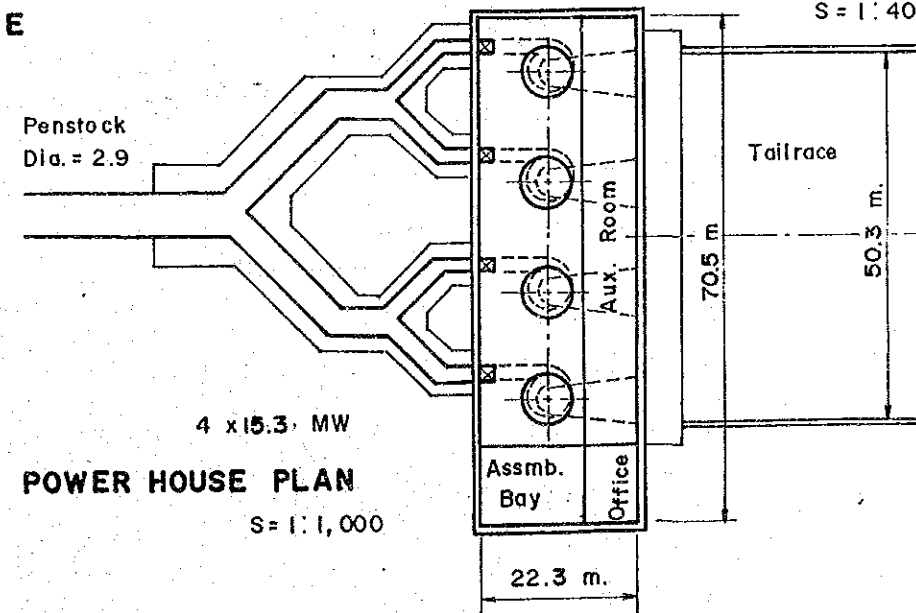 E
S = 1:40
Penstock
Dia. = 2.9
Tailrace
Aux. Room
70.5 m
50.3 m.
4 x 15.3 MW
POWER HOUSE PLAN
S = 1:1,000
Assmb.
Bay
Office
22.3 m.